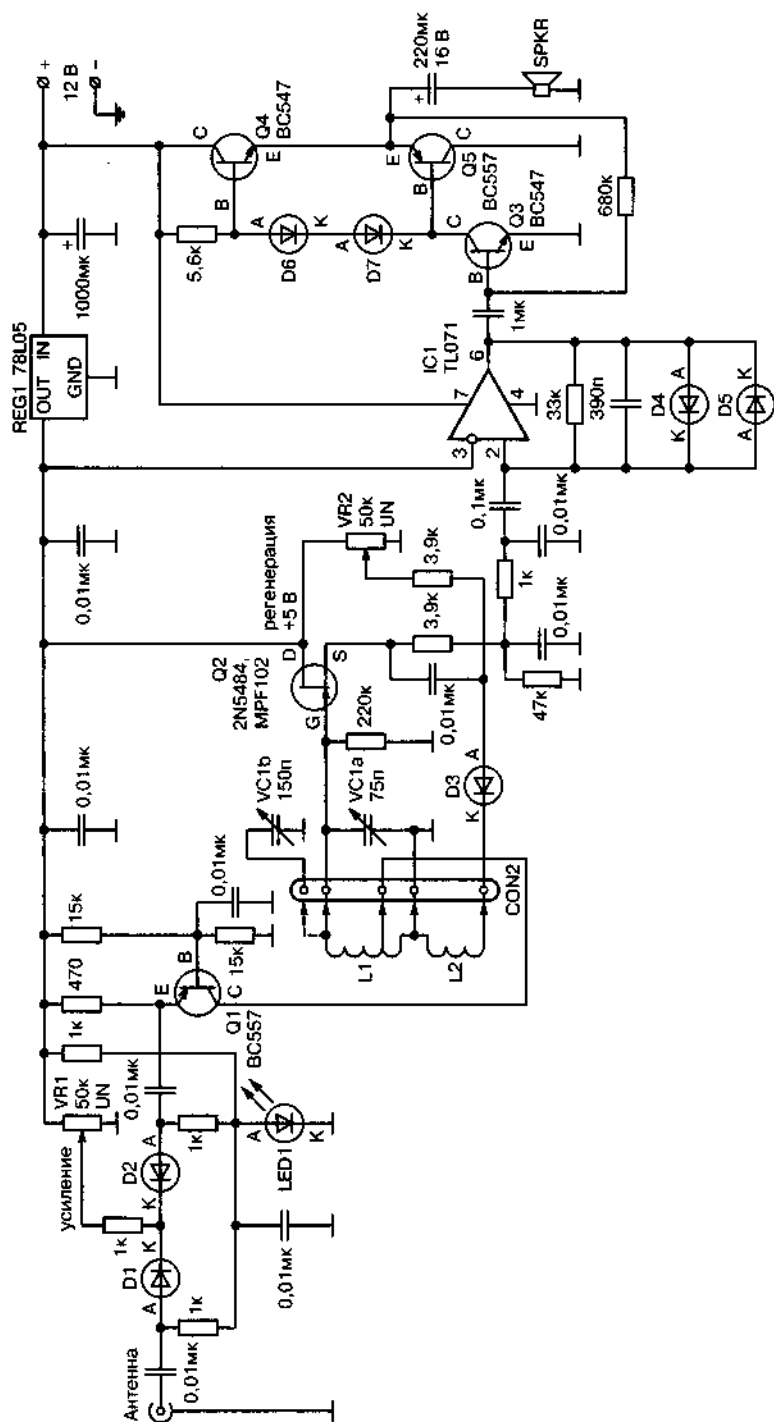 Антенна
0,01мк
A
D1
K
1к
усиление
1к
K
D2
A
VR1
50к
UN
1к
0,01мк
1к
0,01мк
A
LED1
K
470
15к
E
B
C
Q1
BC557
15к
0,01мк
0,01мк
L1
L2
CON2
VC1b
150п
VC1a
75п
220к
K
D3
A
Q2
2N5484,
MPF102
G
D
S
0,01мк
3,9к
47к
0,01мк
1к
0,01мк
регенерация
+5 В
VR2
50к
UN
3,9к
0,01мк
0,1мк
REG1 78L05
OUT IN
GND
1000мк
+
12 В
+
-
3
2
7
4
6
IC1
TL071
33к
390п
K
D4
A
A
D5
K
1мк
5,6к
A
D6
K
A
D7
K
B
C
E
Q4
BC547
E
B
C
Q5
BC557
C
B
E
Q3
BC547
680к
+
220мк
16 В
SPKR